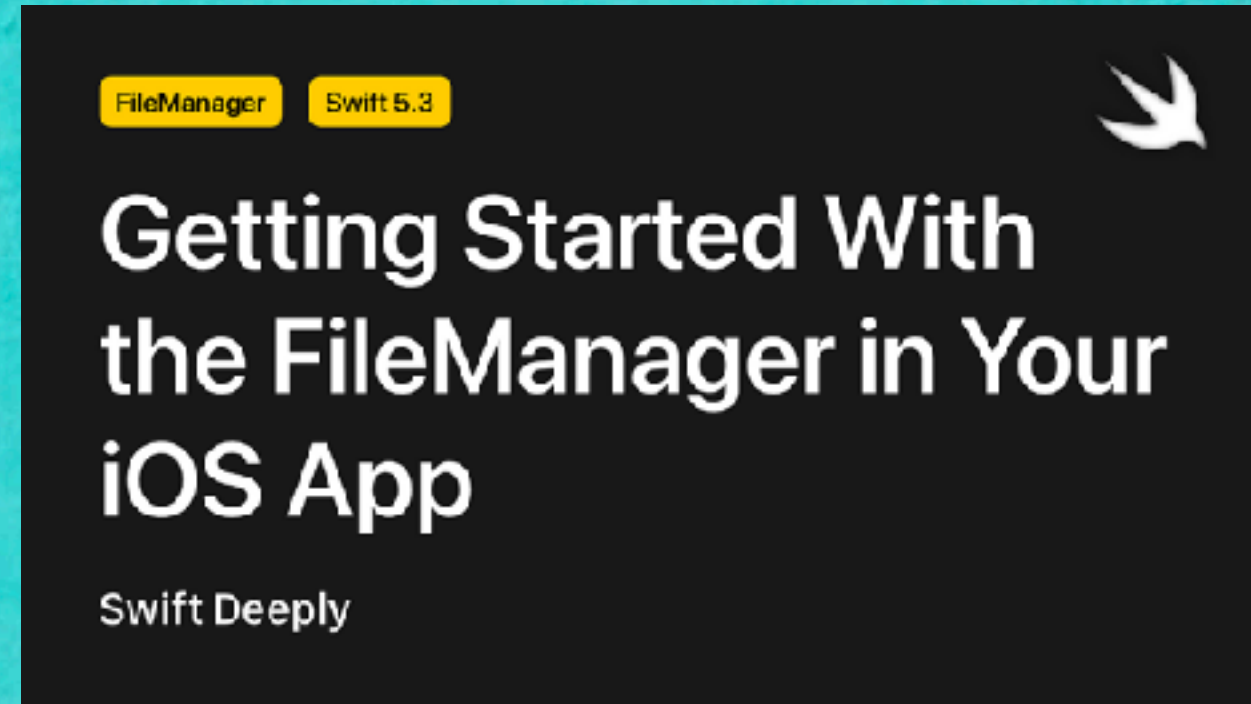 FileManager Swift 5.3
Getting Started With
the FileManager in Your
iOS App
Swift Deeply